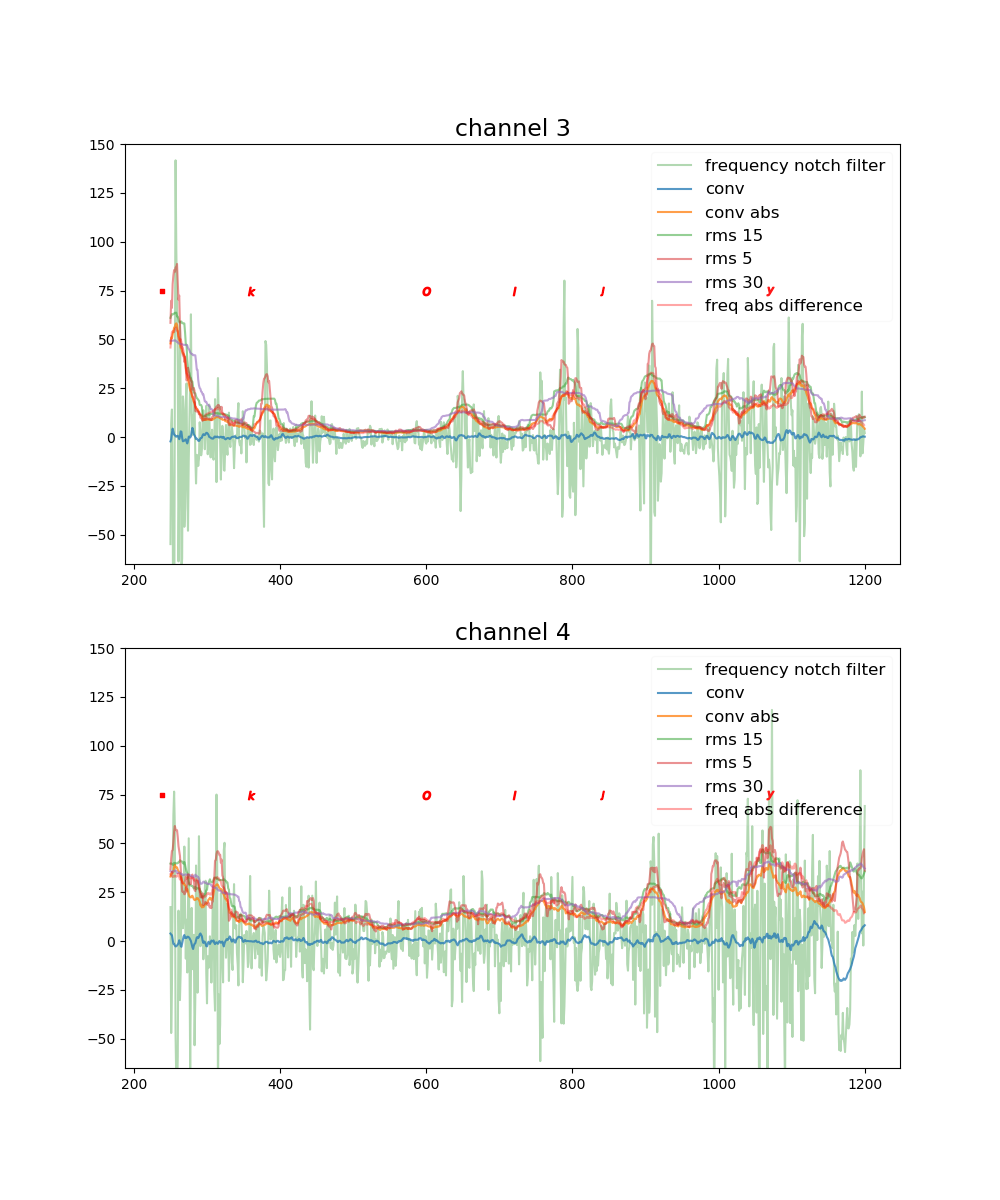 channel 3
150
125
100
75
50
25
0
−25
−50
frequency notch filter
conv
conv abs
rms 15
rms 5
rms 30
freq abs difference
k O l J y
200 400 600 800 1000 1200
channel 4
150
125
100
75
50
25
0
−25
−50
frequency notch filter
conv
conv abs
rms 15
rms 5
rms 30
freq abs difference
k O l J y
200 400 600 800 1000 1200